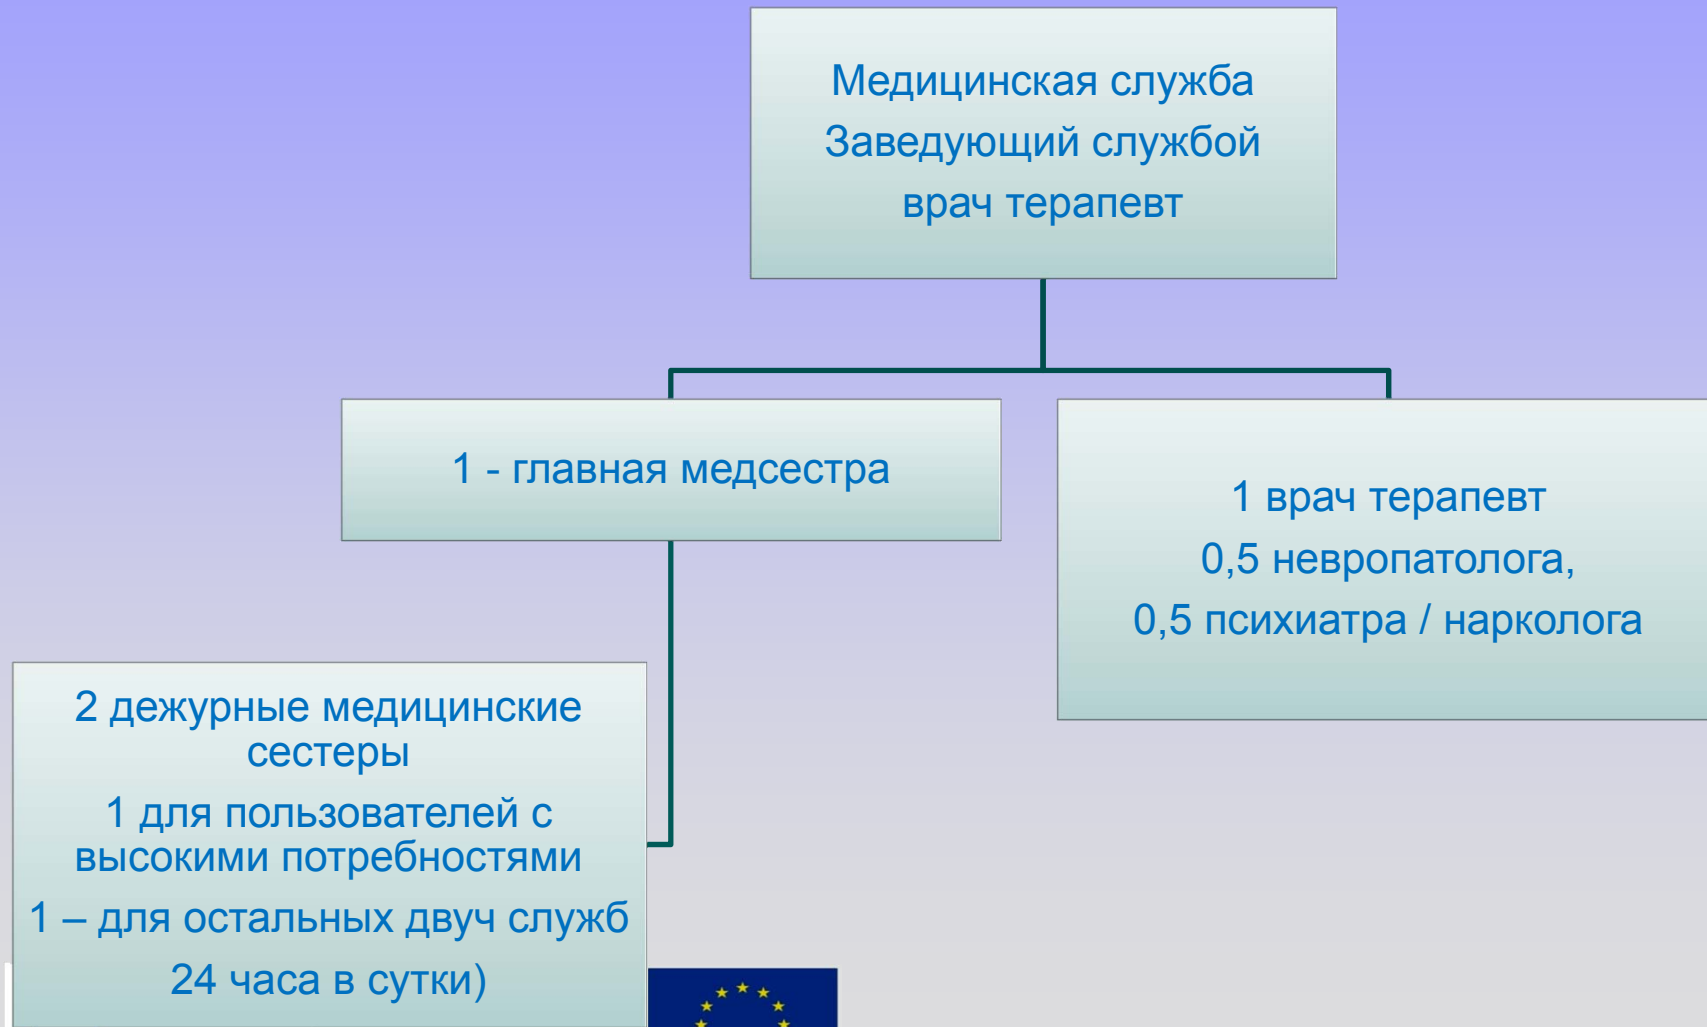 Медицинская служба
Заведующий службой
врач терапевт
1 - главная медсестра
1 врач терапевт
0,5 невропатолога,
0,5 психиатра / нарколога
2 дежурные медицинские
сестеры
1 для пользователей с
высокими потребностями
1 – для остальных двуч служб
24 часа в сутки)